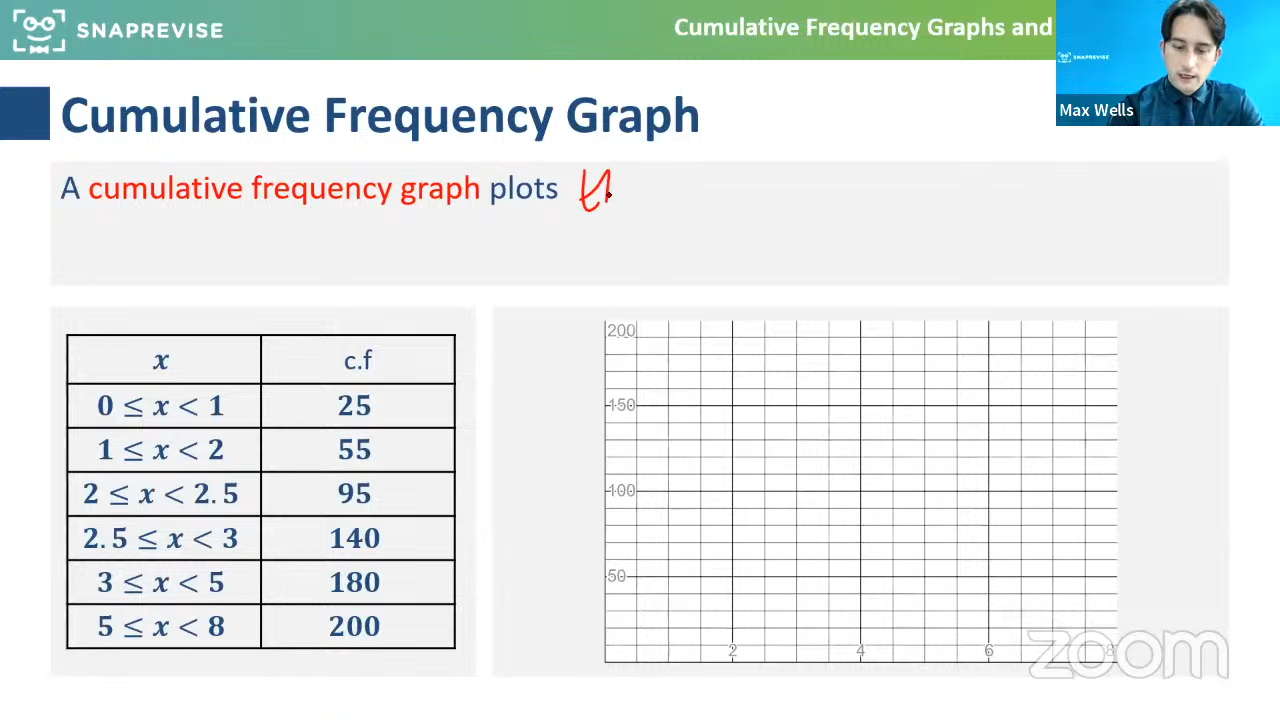 SNAPREVISE
Cumulative Frequency Graphs and
SNAPREVISE
Max Wells
Cumulative Frequency Graph
A cumulative frequency graph plots
x c.f
0 ≤ x < 1 25
1 ≤ x < 2 55
2 ≤ x < 2.5 95
2.5 ≤ x < 3 140
3 ≤ x < 5 180
5 ≤ x < 8 200
200
150
100
50
2 4 6 8
zoom